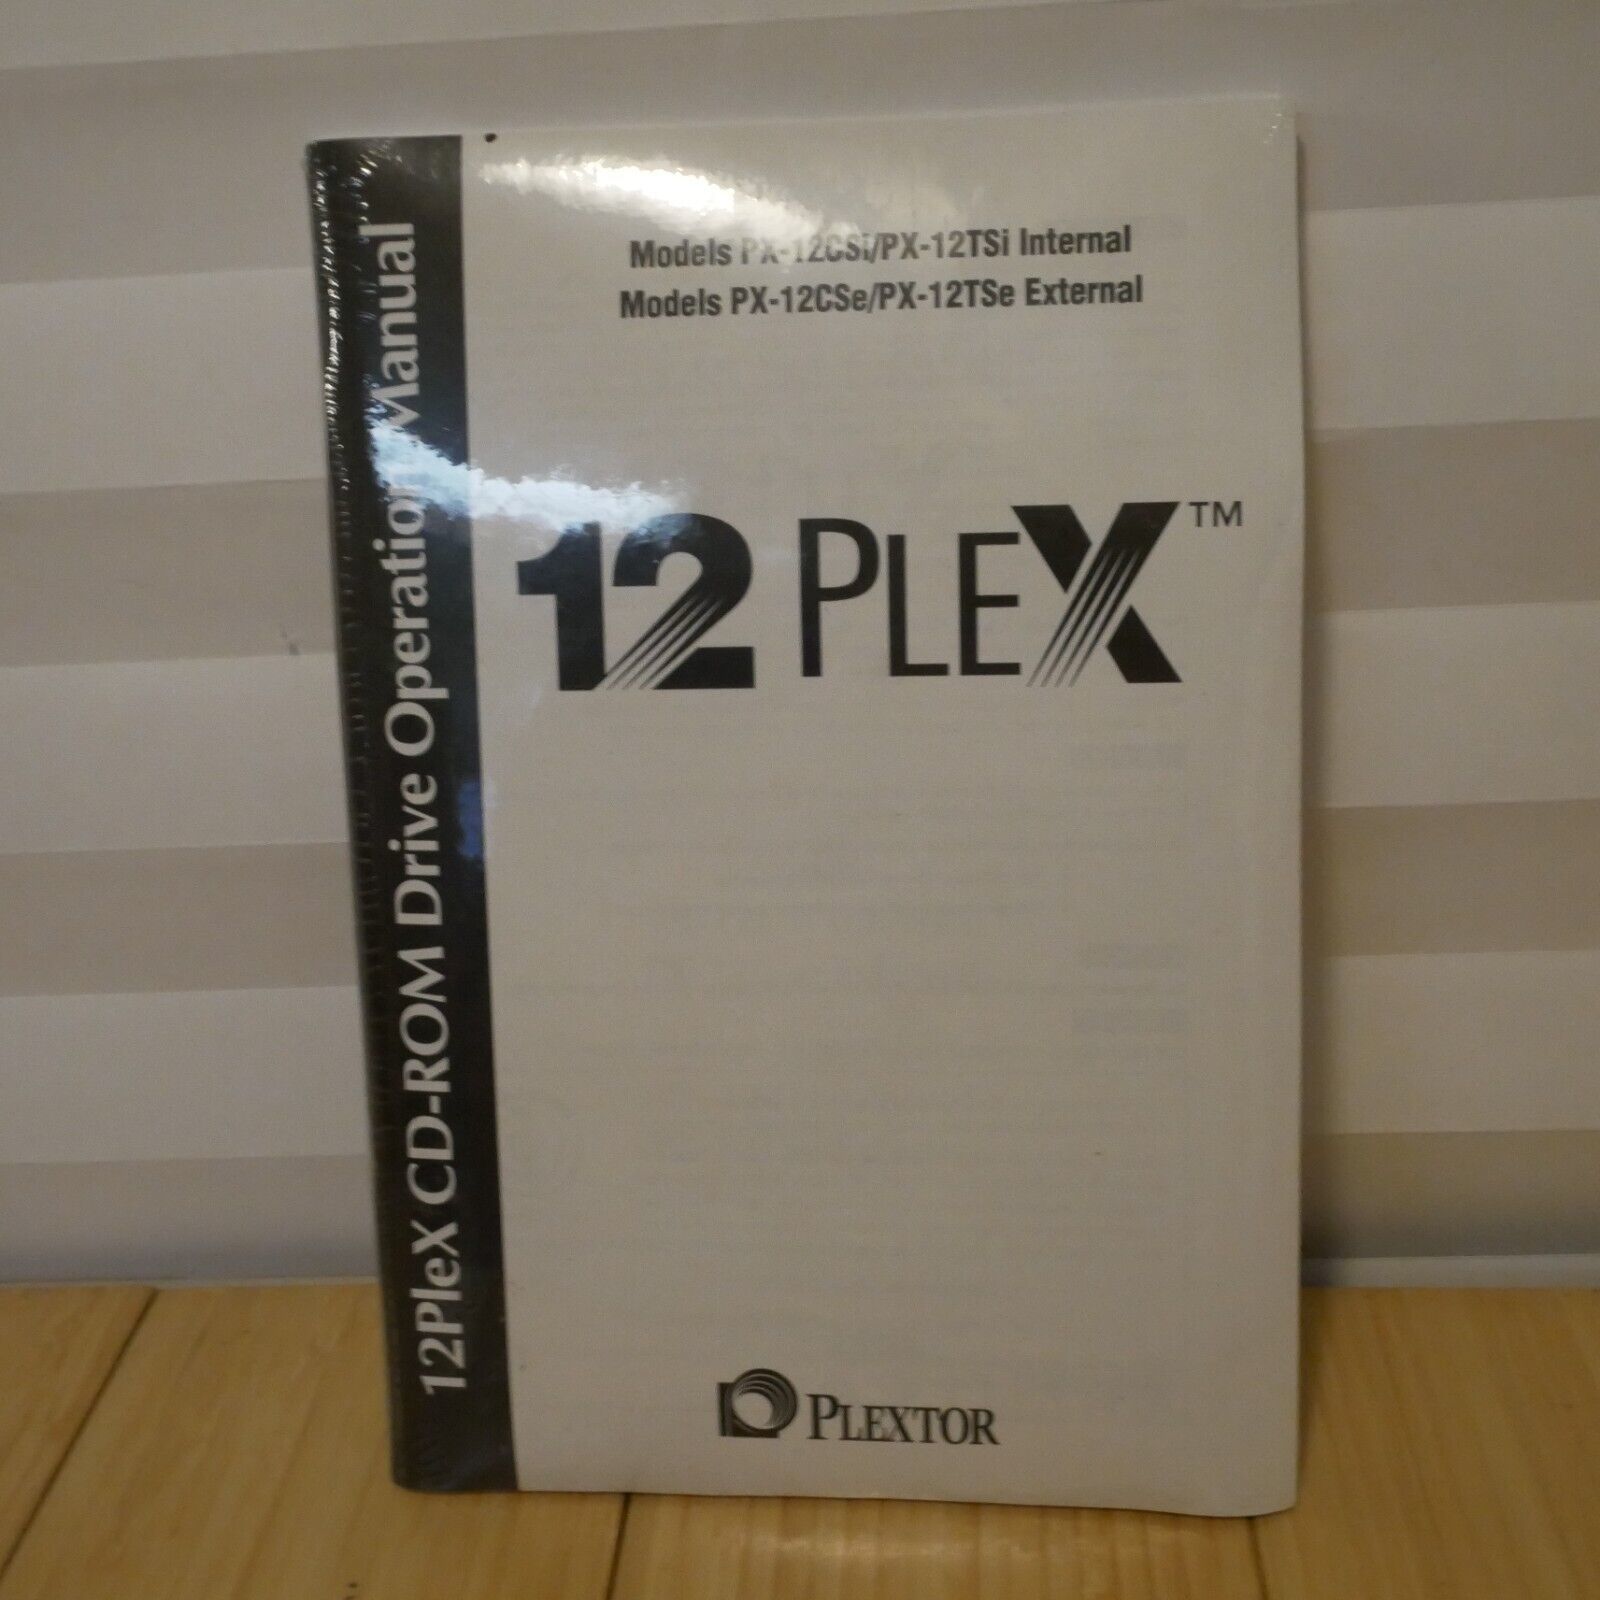 Models PX-12CSi/PX-12TSi Internal
Models PX-12CSe/PX-12TSe External
12 PLEX™
12PleX CD-ROM Drive Operation Manual
PLEXTOR